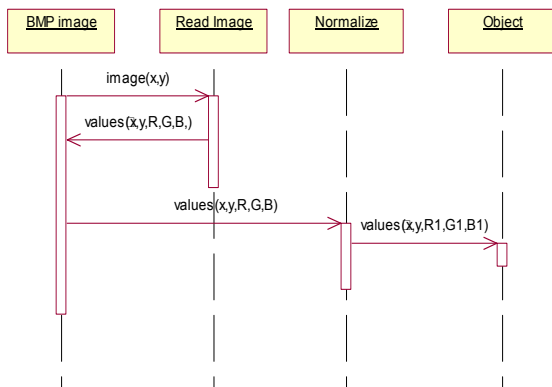 BMP image
Read Image
Normalize
Object
image(x,y)
values(x,y,R,G,B,)
values(x,y,R,G,B)
values(x,y,R1,G1,B1)